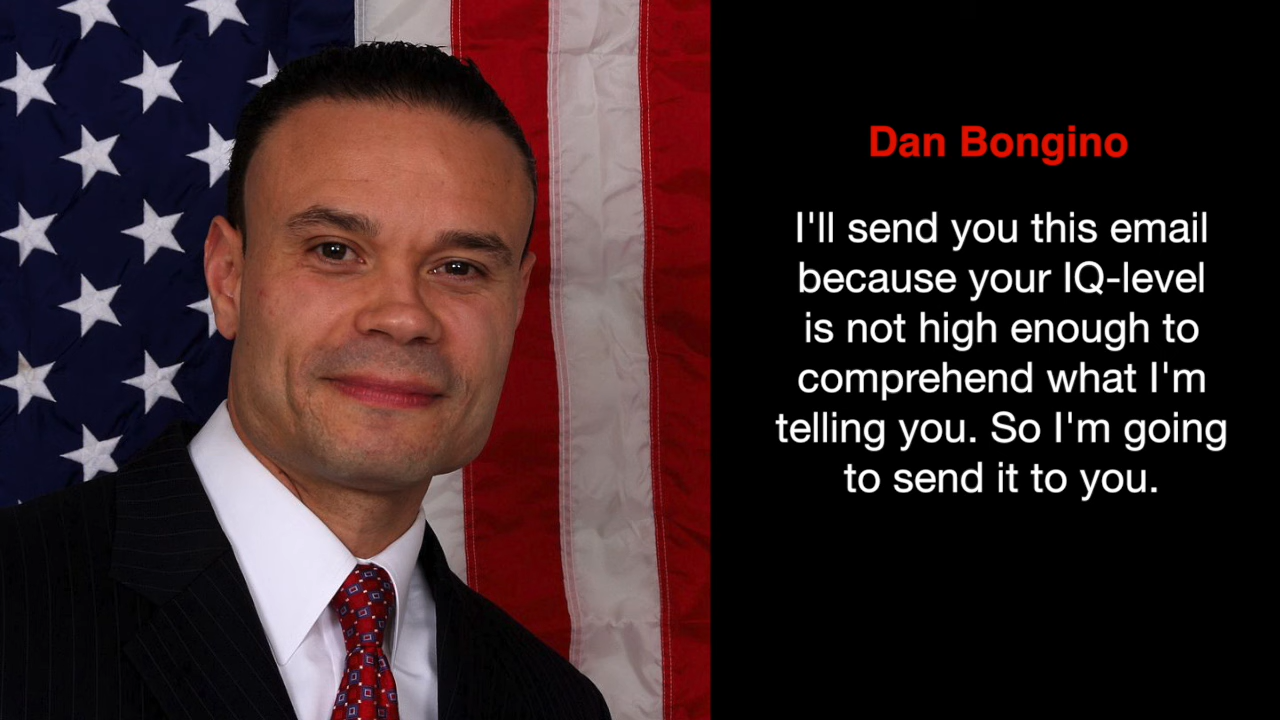 Dan Bongino
I'll send you this email
because your IQ-level
is not high enough to
comprehend what I'm
telling you. So I'm going
to send it to you.